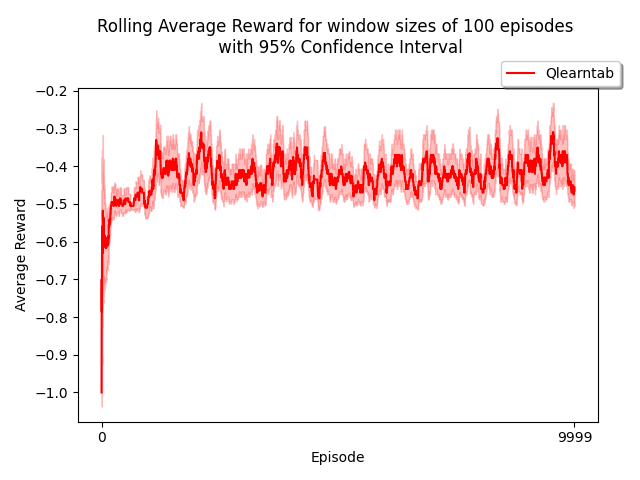 Rolling Average Reward for window sizes of 100 episodes
with 95% Confidence Interval
Qlearntab
−0.2
−0.3
−0.4
−0.5
−0.6
−0.7
−0.8
−0.9
−1.0
Average Reward
0
9999
Episode